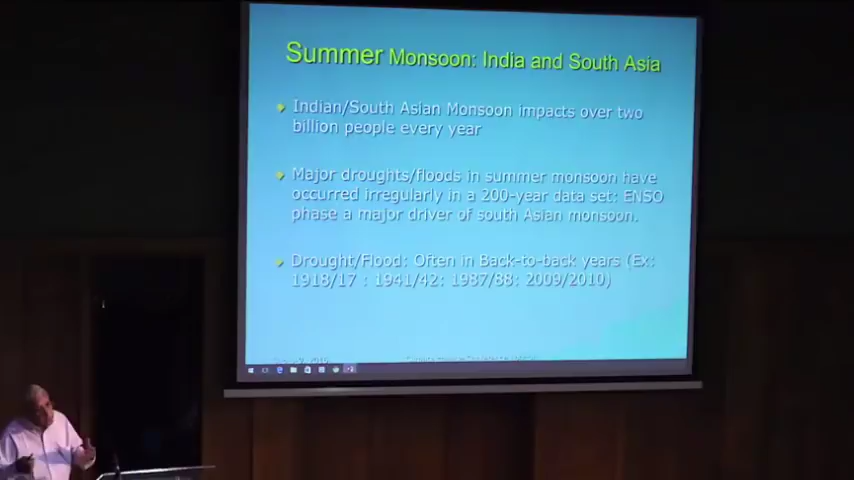 Summer Monsoon: India and South Asia
Indian/South Asian Monsoon impacts over two
billion people every year
Major droughts/floods in summer monsoon have
occurred irregularly in a 200-year data set: ENSO
phase a major driver of south Asian monsoon.
Drought/Flood: Often in Back-to-back years (Ex:
1918/17 : 1941/42: 1987/88: 2009/2010)